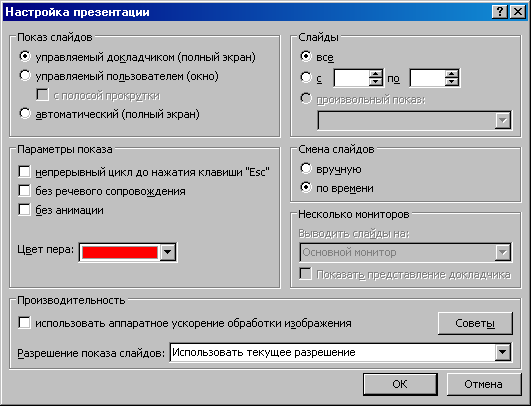 Настройка презентации
Показ слайдов
управляемый докладчиком (полный экран)
управляемый пользователем (окно)
с полосой прокрутки
автоматический (полный экран)
Слайды
все
с
по
произвольный показ:
Параметры показа
непрерывный цикл до нажатия клавиши "Esc"
без речевого сопровождения
без анимации
Цвет пера:
Смена слайдов
вручную
по времени
Несколько мониторов
Выводить слайды на:
Основной монитор
Показать представление докладчика
Производительность
использовать аппаратное ускорение обработки изображения
Советы
Разрешение показа слайдов: Использовать текущее разрешение
ОК Отмена